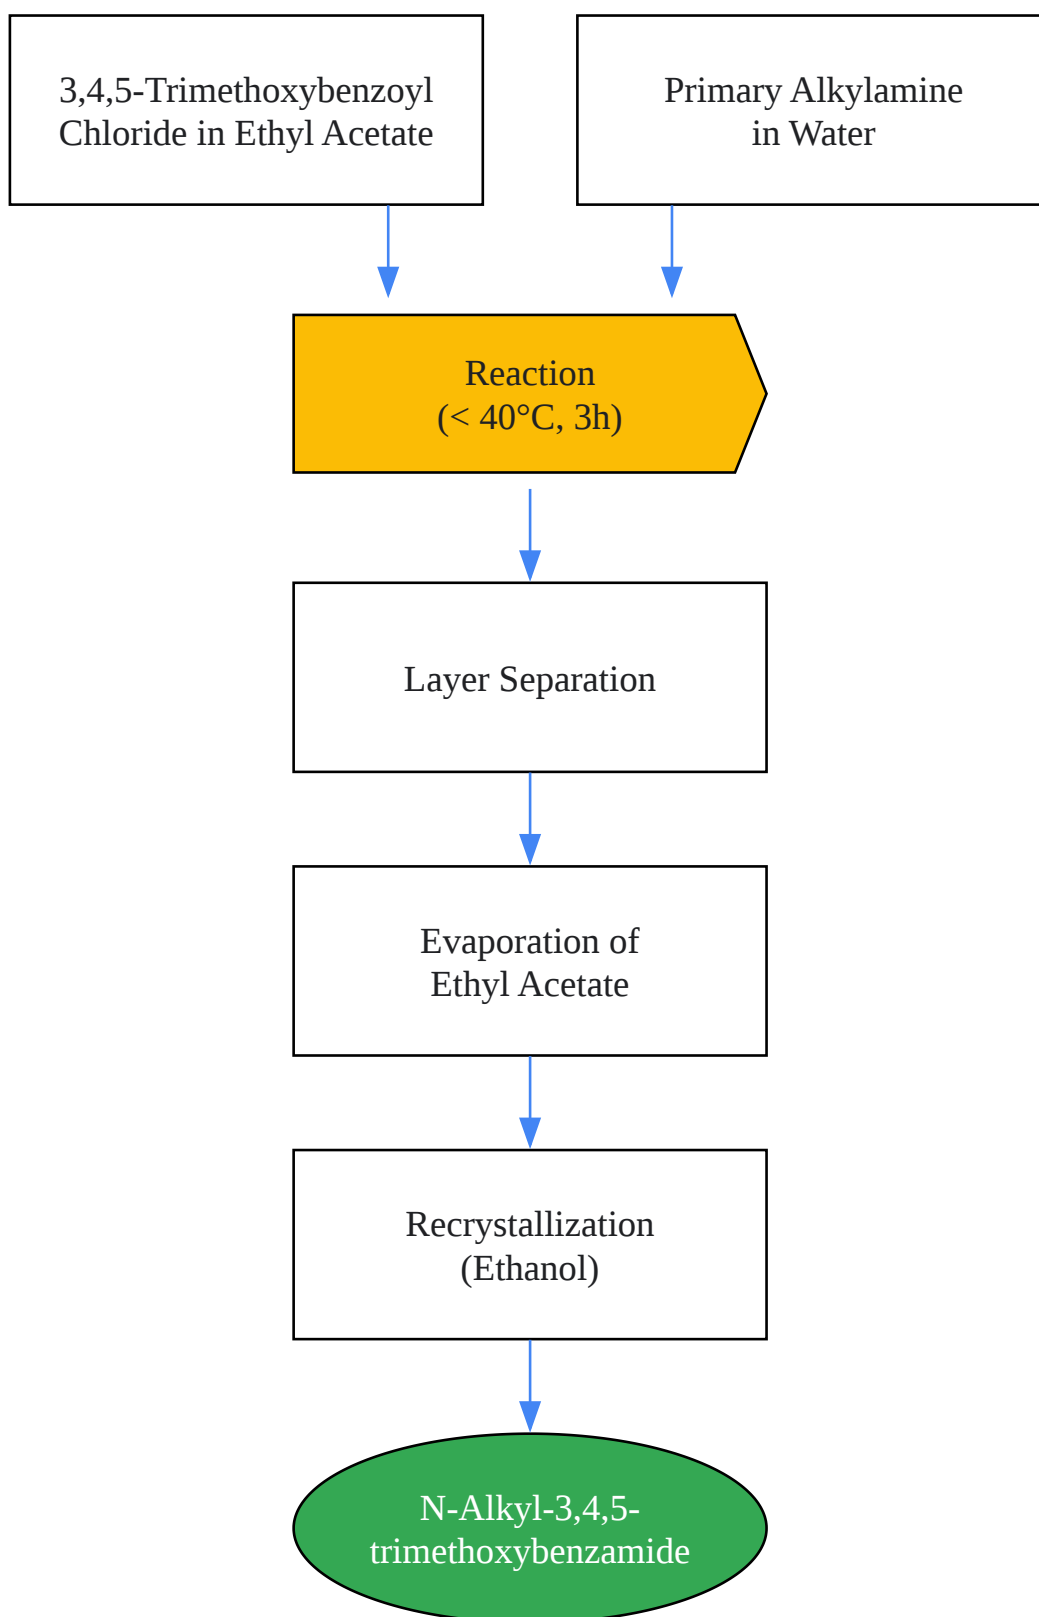 3,4,5-Trimethoxybenzoyl
Chloride in Ethyl Acetate
Primary Alkylamine
in Water
Reaction
(< 40°C, 3h)
Layer Separation
Evaporation of
Ethyl Acetate
Recrystallization
(Ethanol)
N-Alkyl-3,4,5-
trimethoxybenzamide